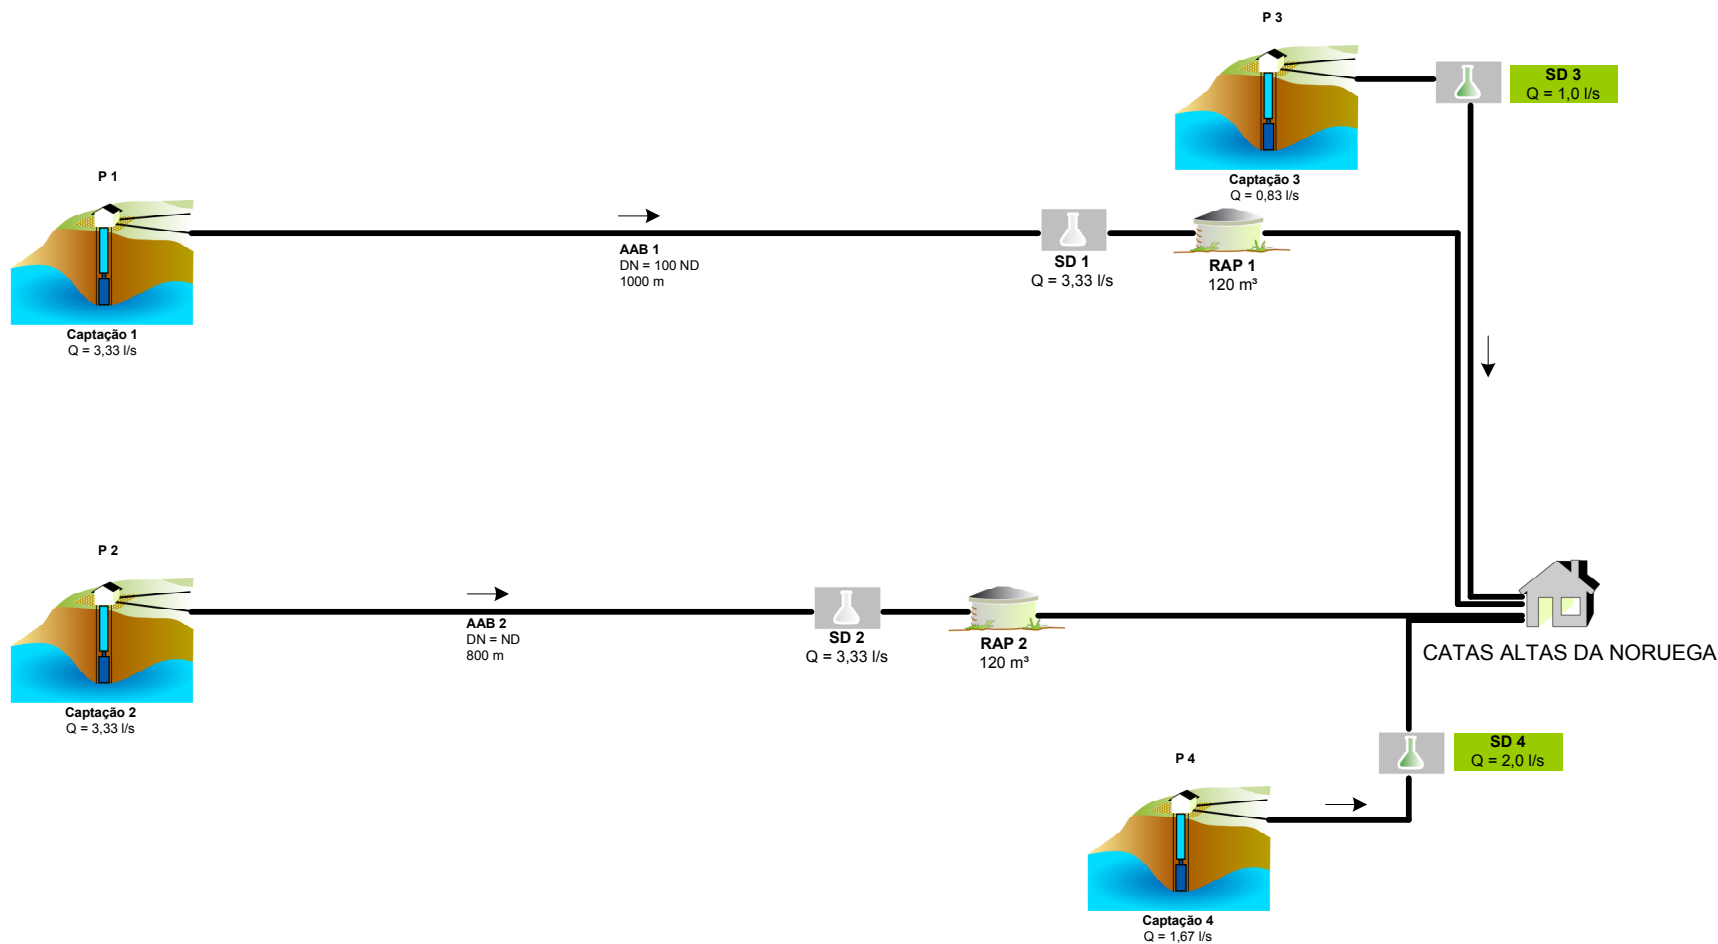 P 3
SD 3
Q = 1,0 l/s
Captação 3
Q = 0,83 l/s
P 1
AAB 1
DN = 100 ND
1000 m
SD 1
Q = 3,33 l/s
RAP 1
120 m³
Captação 1
Q = 3,33 l/s
P 2
AAB 2
DN = ND
800 m
SD 2
Q = 3,33 l/s
RAP 2
120 m³
CATAS ALTAS DA NORUEGA
Captação 2
Q = 3,33 l/s
SD 4
Q = 2,0 l/s
P 4
Captação 4
Q = 1,67 l/s